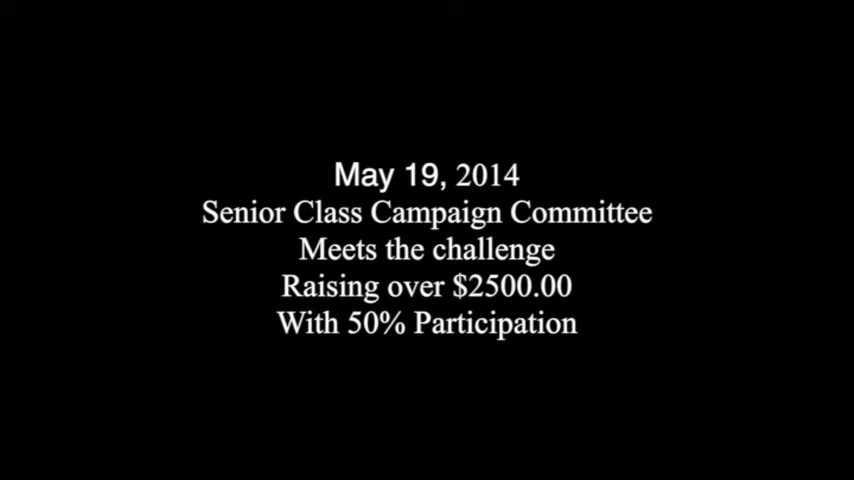 May 19, 2014
Senior Class Campaign Committee
Meets the challenge
Raising over $2500.00
With 50% Participation